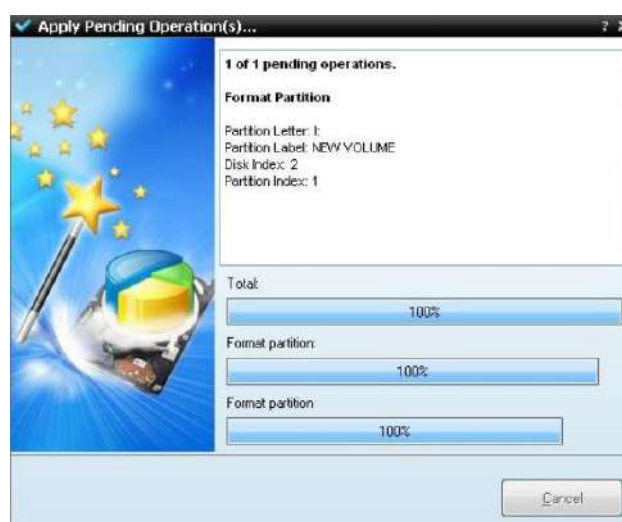 Apply Pending Operation(s)...
?
1 of 1 pending operations.
Format Partition
Partition Letter: I:
Partition Label: NEW VOLUME
Disk Index: 2
Partition Index: 1
Total:
100%
Format partition:
100%
Format partition
100%
Cancel